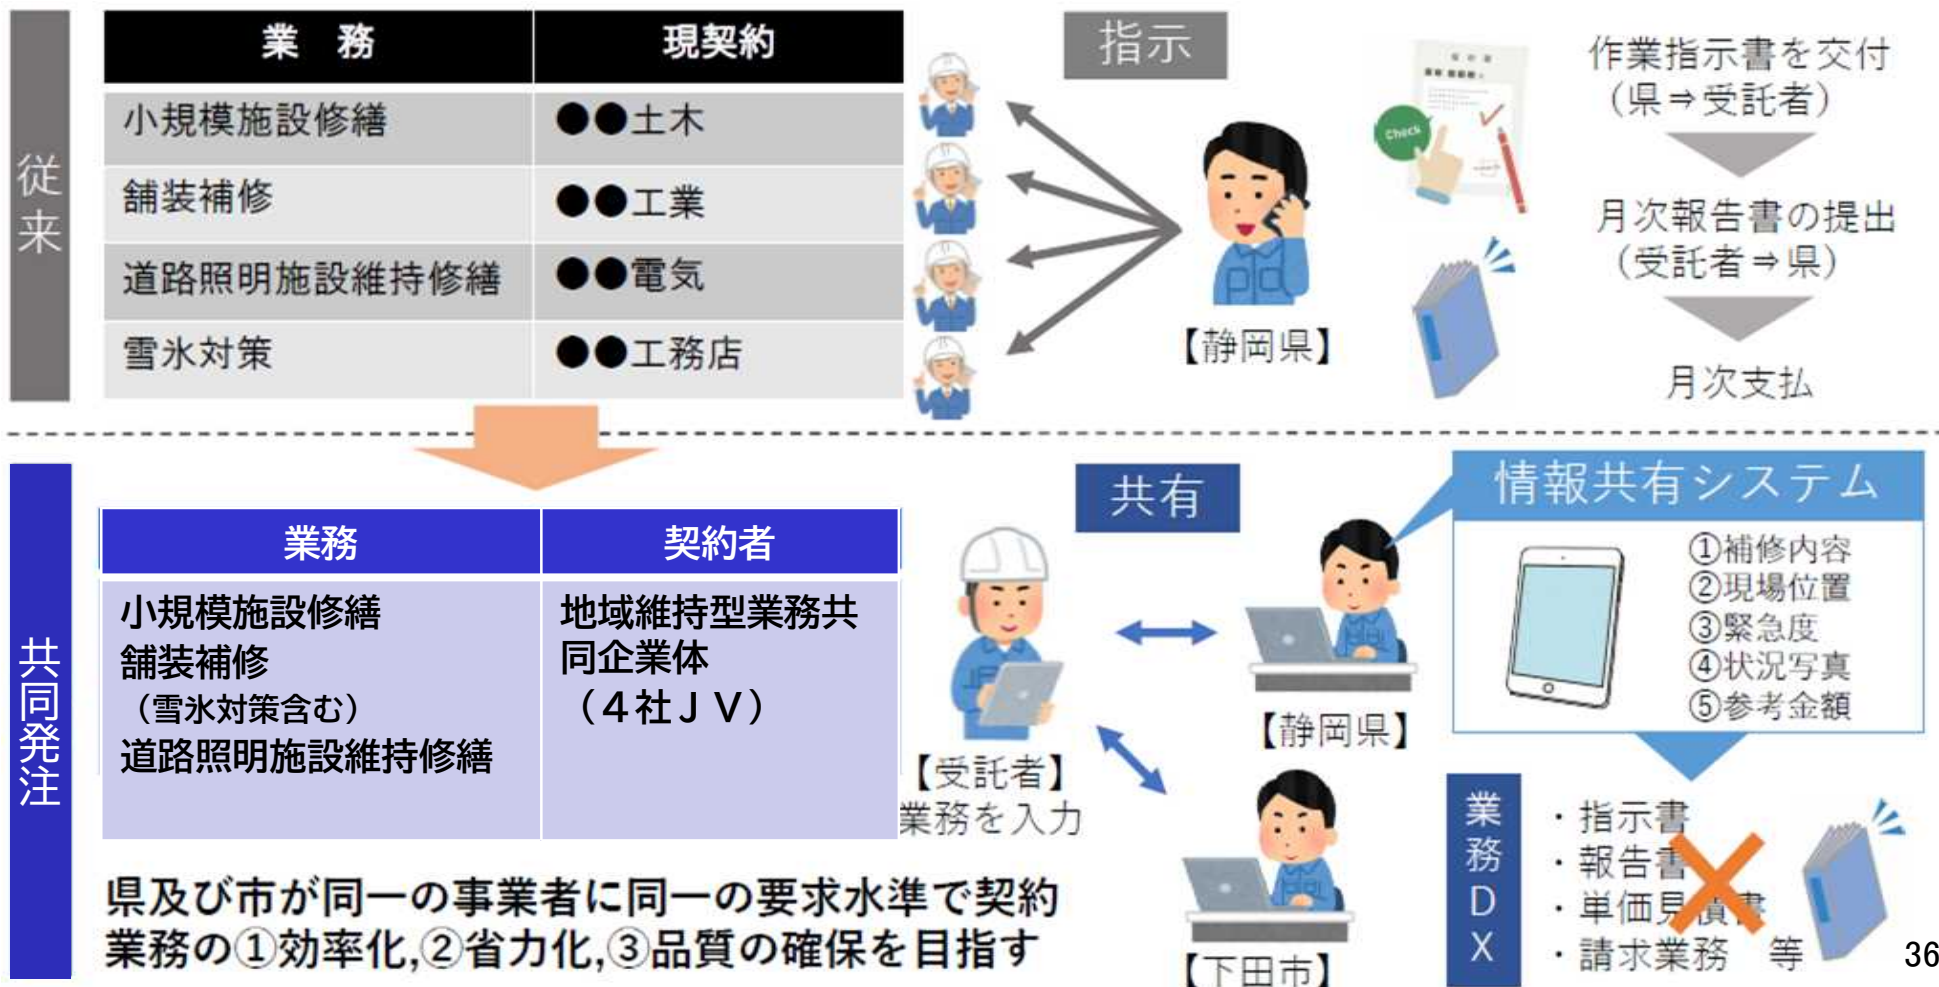 従来
業　務
現契約
小規模施設修繕
●●土木
舗装補修
●●工業
道路照明施設維持修繕
●●電気
雪氷対策
●●工務店
指示
【静岡県】
Check
作業指示書を交付
（県⇒受託者）
月次報告書の提出
（受託者⇒県）
月次支払
共同発注
業務
契約者
小規模施設修繕
舗装補修
（雪氷対策含む）
道路照明施設維持修繕
地域維持型業務共
同企業体
（４社ＪＶ）
県及び市が同一の事業者に同一の要求水準で契約
業務の①効率化,②省力化,③品質の確保を目指す
共有
【受託者】
業務を入力
【静岡県】
【下田市】
情報共有システム
①補修内容
②現場位置
③緊急度
④状況写真
⑤参考金額
業務DX
・指示書
・報告書
・単価見積書
・請求業務　等
36